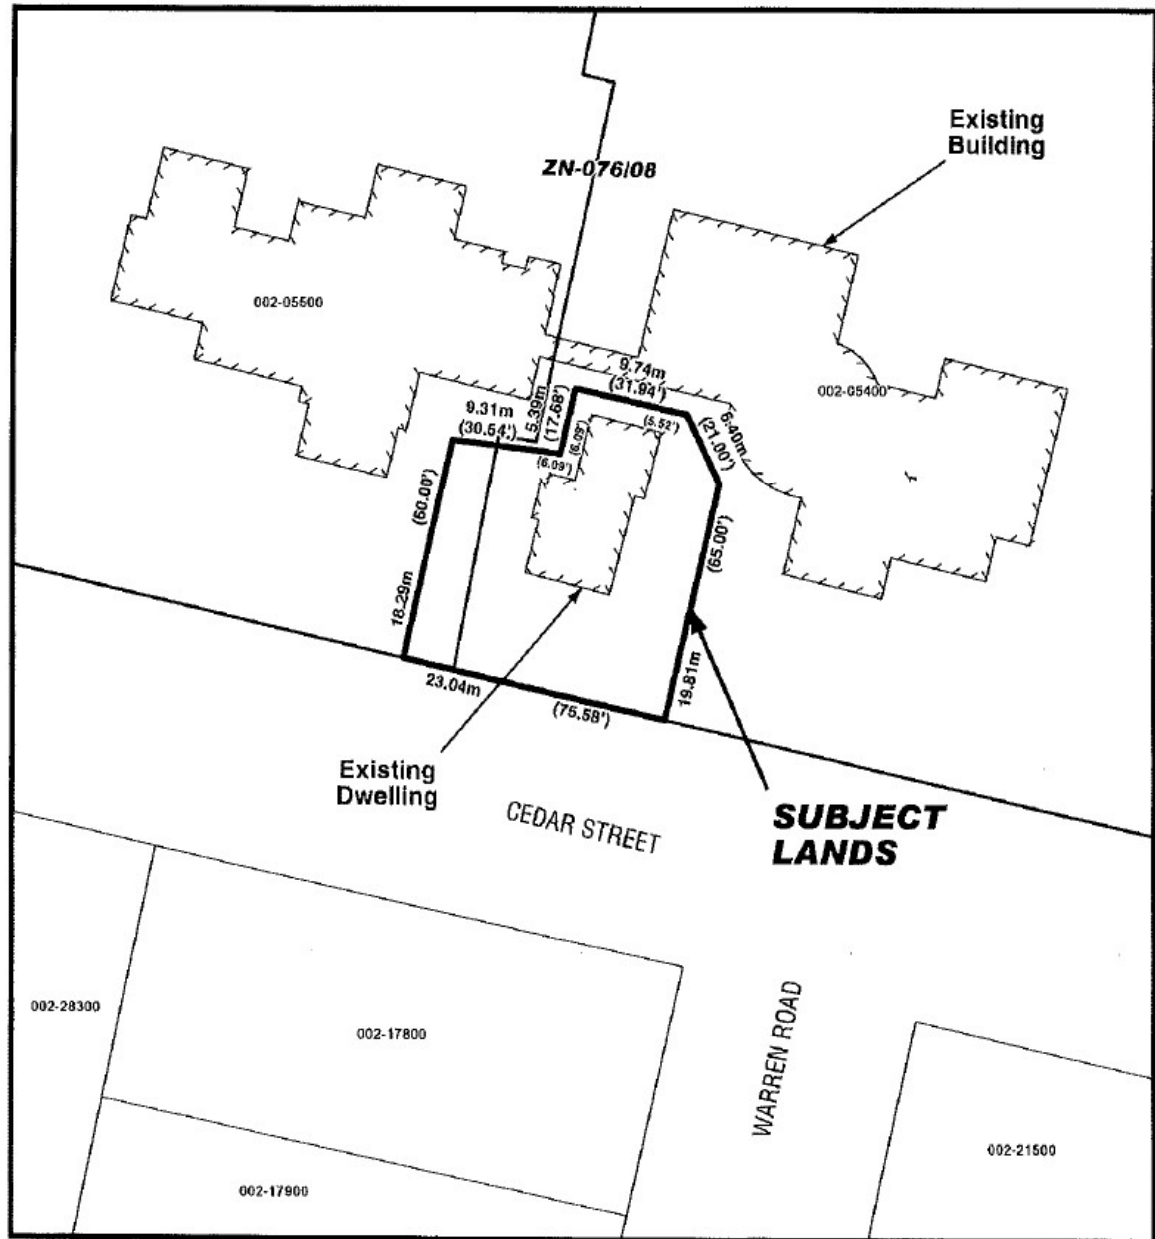 Existing
Building
ZN-076/08
002-05500
002-05400
9.74m
(31.94')
9.31m
(30.54')
5.39m
(17.68')
(5.52')
(6.09')
(6.09')
6.40m
(21.00')
(60.00')
18.29m
(65.00')
19.81m
23.04m
(75.58')
Existing
Dwelling
CEDAR STREET
SUBJECT
LANDS
WARREN ROAD
002-28300
002-17800
002-17900
002-21500